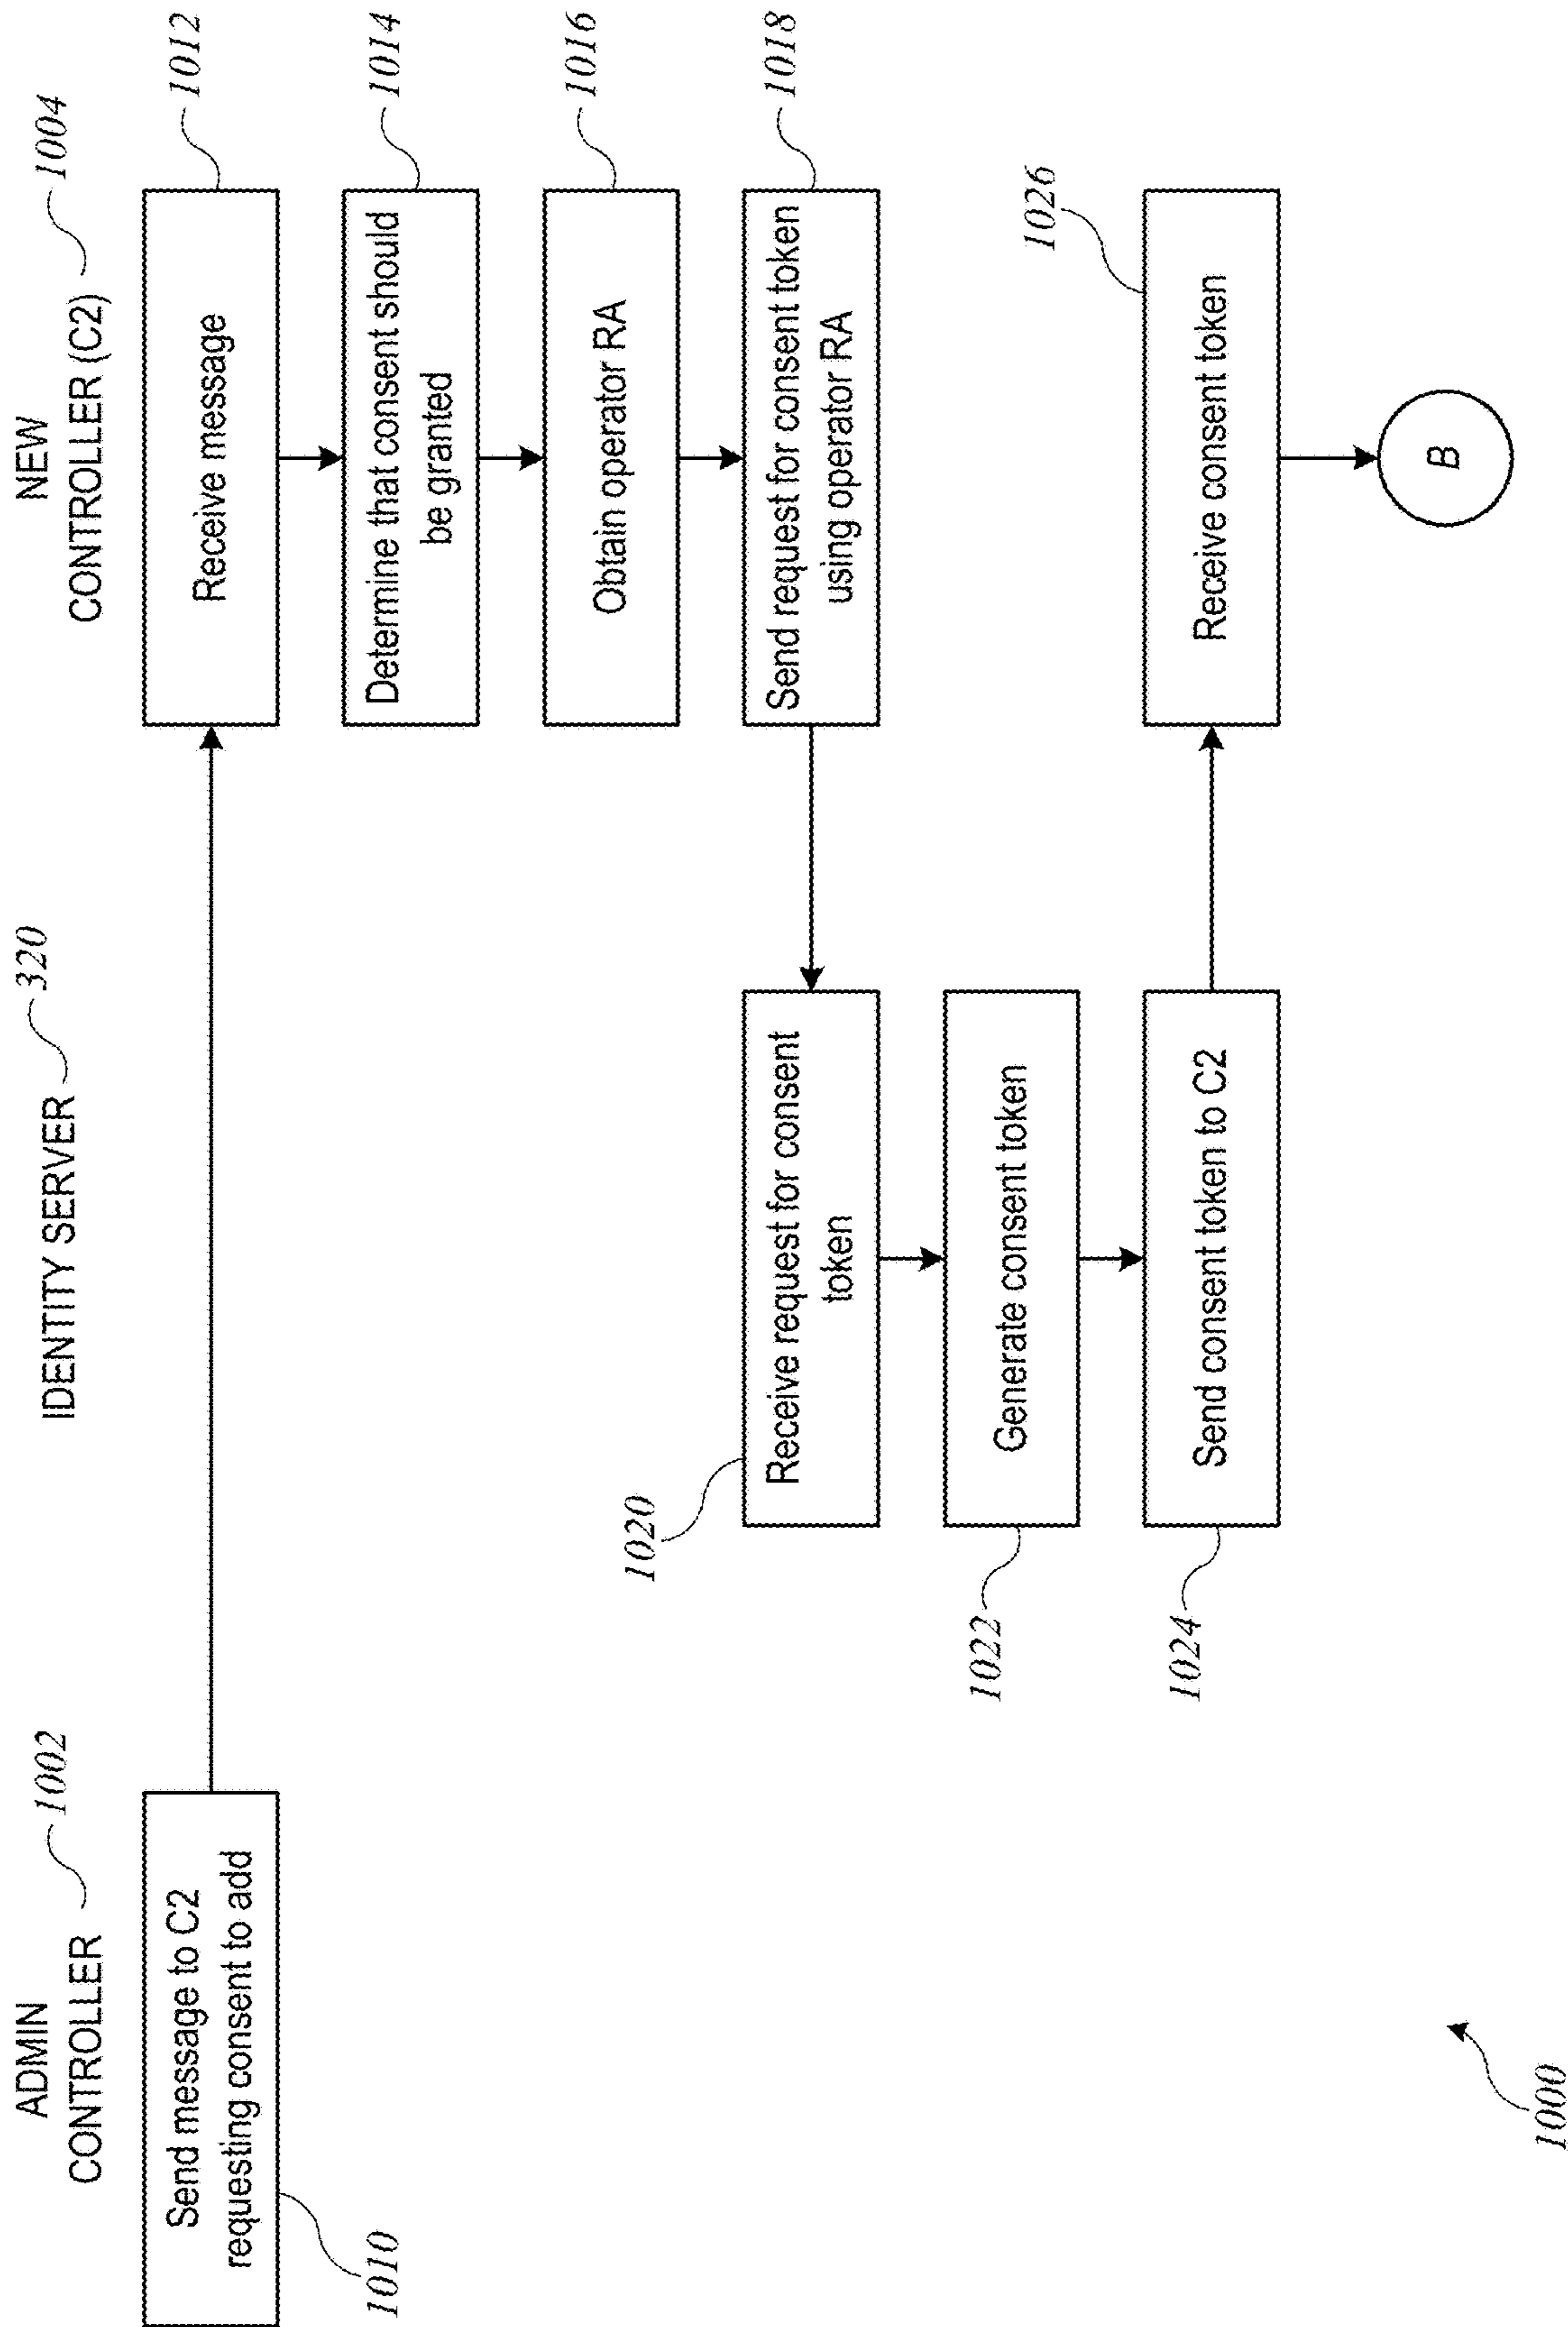 ADMIN
CONTROLLER
1002
IDENTITY SERVER
320
NEW
CONTROLLER (C2)
1004
Send message to C2
requesting consent to add
1010
Receive message
1012
Determine that consent should
be granted
1014
Obtain operator RA
1016
Send request for consent token
using operator RA
1018
Receive request for consent
token
1020
Generate consent token
1022
Send consent token to C2
1024
Receive consent token
1026
B
1000